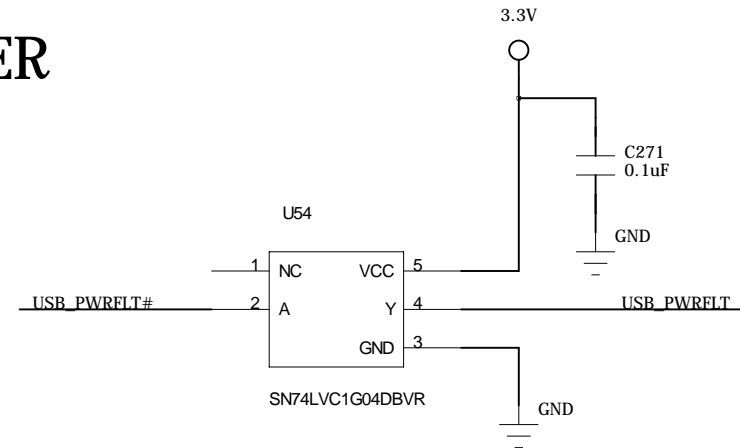 3.3V
ER
C271
0.1uF
U54
GND
1 NC VCC 5
USB_PWRFLT# 2 A Y 4 USB_PWRFLT
GND 3
SN74LVC1G04DBVR
GND